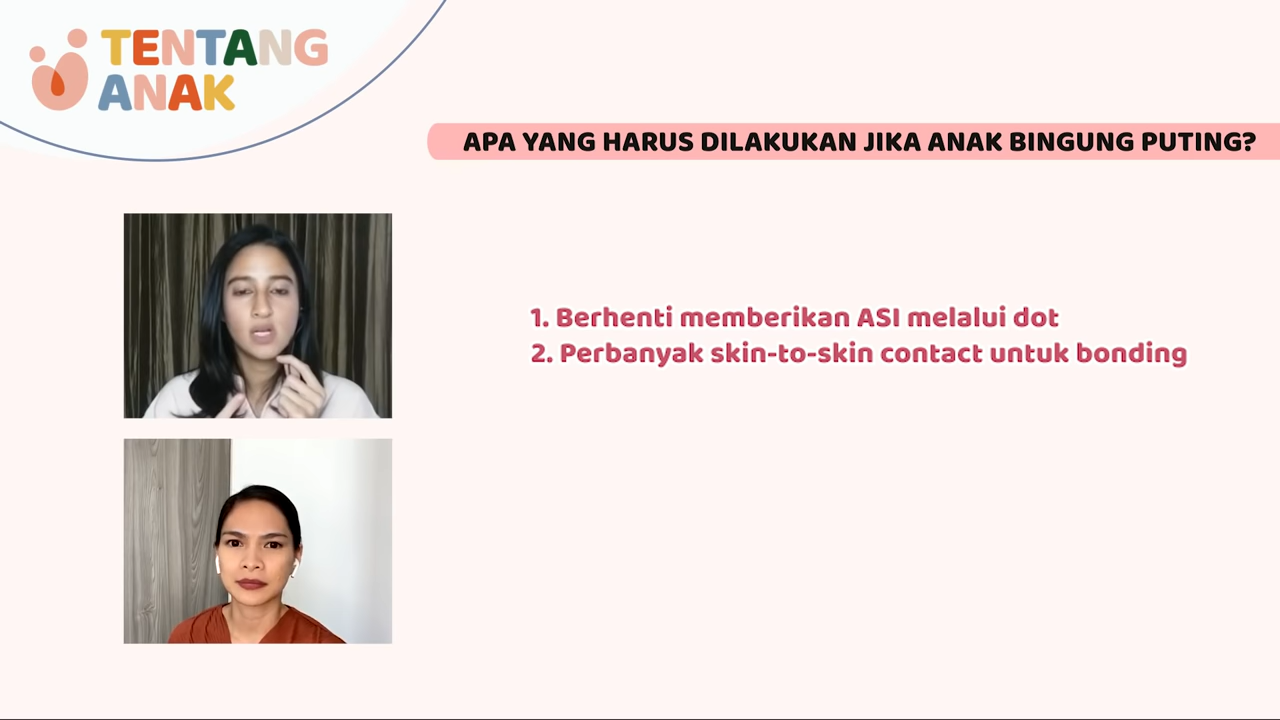 TENTANG
ANAK
APA YANG HARUS DILAKUKAN JIKA ANAK BINGUNG PUTING?
1. Berhenti memberikan ASI melalui dot
2. Perbanyak skin-to-skin contact untuk bonding